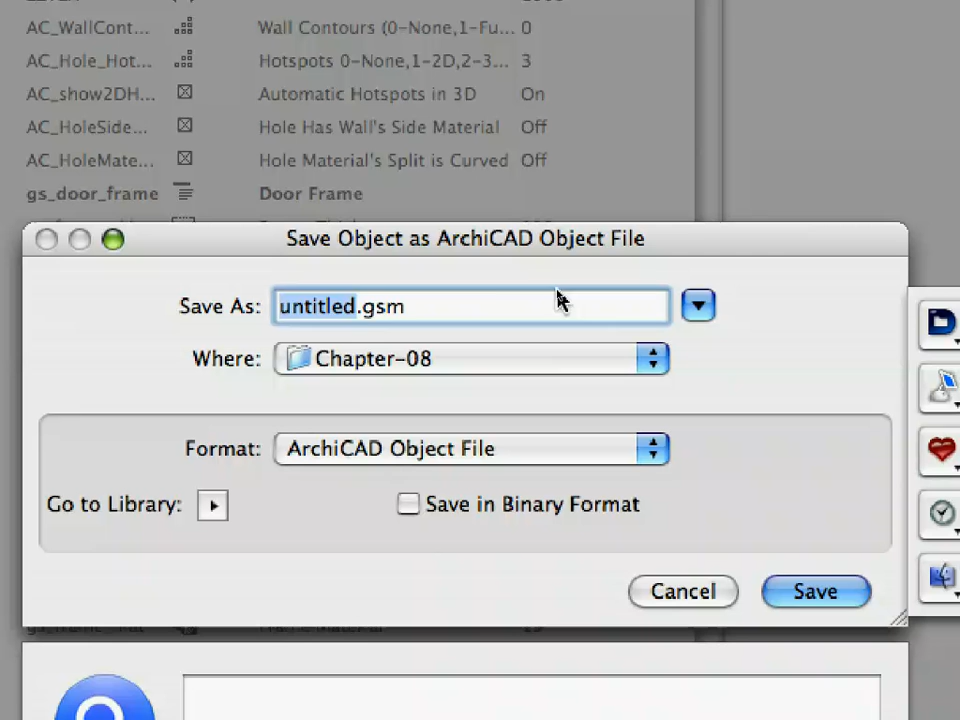 AC_WallCont... Wall Contours (0-None,1-Fu... 0
AC_Hole_Hot... Hotspots 0-None,1-2D,2-3... 3
AC_show2DH... Automatic Hotspots in 3D On
AC_HoleSide... Hole Has Wall's Side Material Off
AC_HoleMate... Hole Material's Split is Curved Off
gs_door_frame Door Frame
Save Object as ArchiCAD Object File
Save As: untitled.gsm
Where: Chapter-08
Format: ArchiCAD Object File
Go to Library: Save in Binary Format
Cancel Save